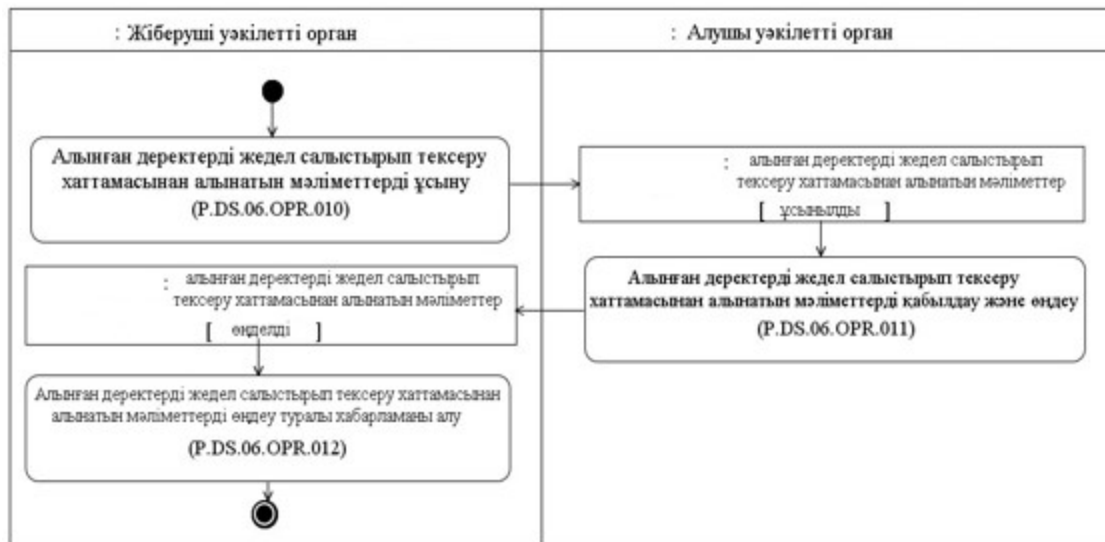 : Жіберуші уәкілетті орган
: Алушы уәкілетті орган
Алынған деректерді жедел салыстырып тексеру
хаттамасынан алынатын мәліметтерді ұсыну
(P.DS.06.OPR.010)
: алынған деректерді жедел салыстырып
тексеру хаттамасынан алынатын мәліметтер
[ ұсынылды ]
Алынған деректерді жедел салыстырып тексеру
хаттамасынан алынатын мәліметтерді қабылдау және өңдеу
(P.DS.06.OPR.011)
: алынған деректерді жедел салыстырып
тексеру хаттамасынан алынатын мәліметтер
[ өңделді ]
Алынған деректерді жедел салыстырып тексеру хаттамасынан
алынатын мәліметтерді өңдеу туралы хабарламаны алу
(P.DS.06.OPR.012)